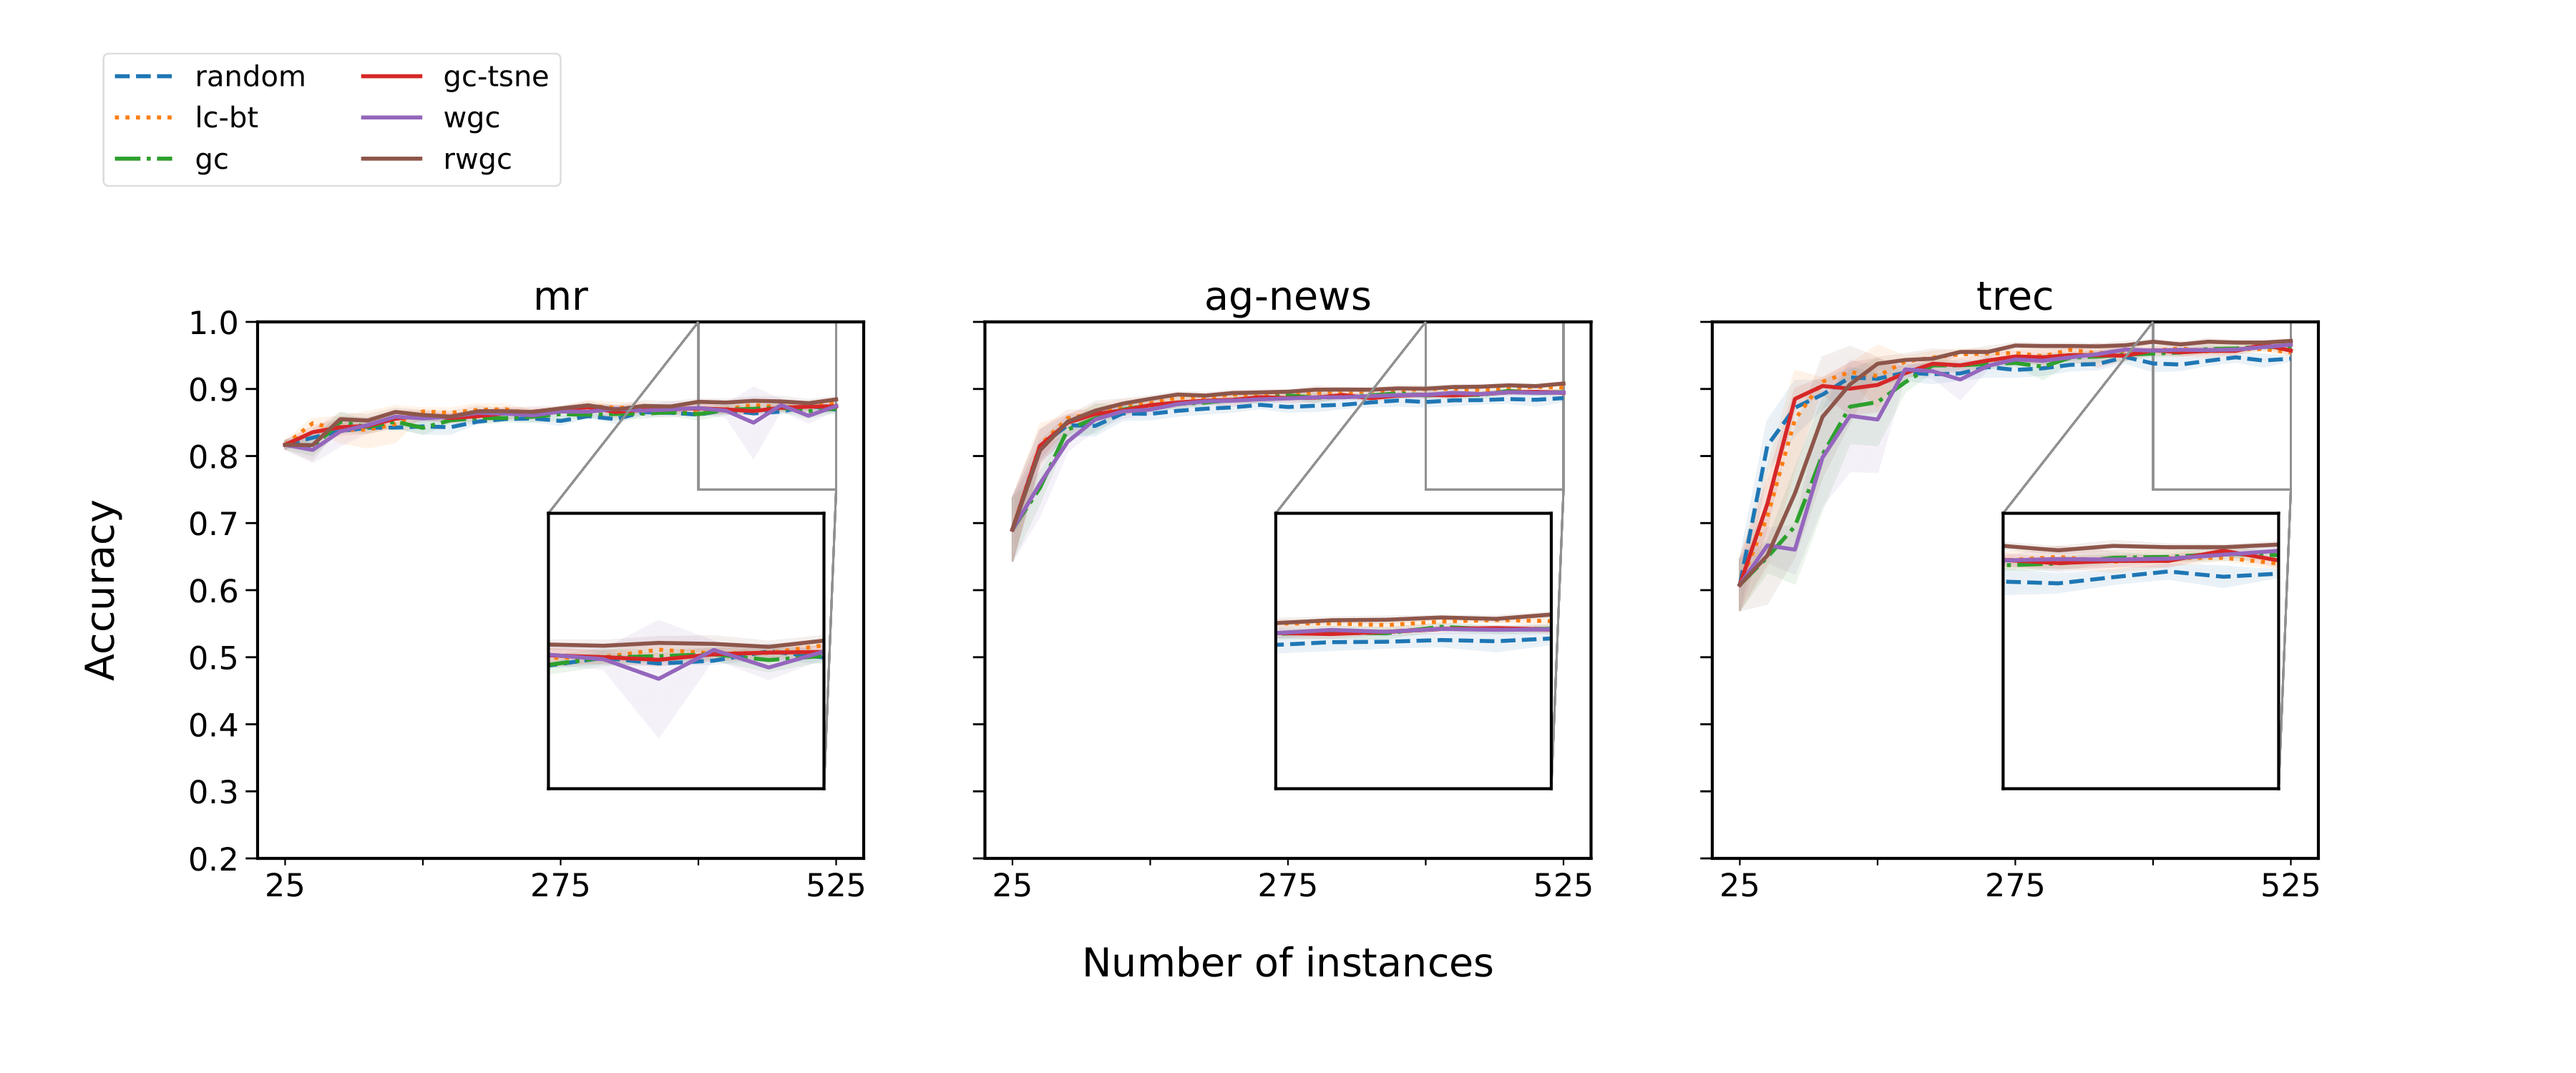 random
lc-bt
gc
gc-tsne
wgc
rwgc
mr
ag-news
trec
Accuracy
1.0
0.9
0.8
0.7
0.6
0.5
0.4
0.3
0.2
25 275 525
25 275 525
25 275 525
Number of instances